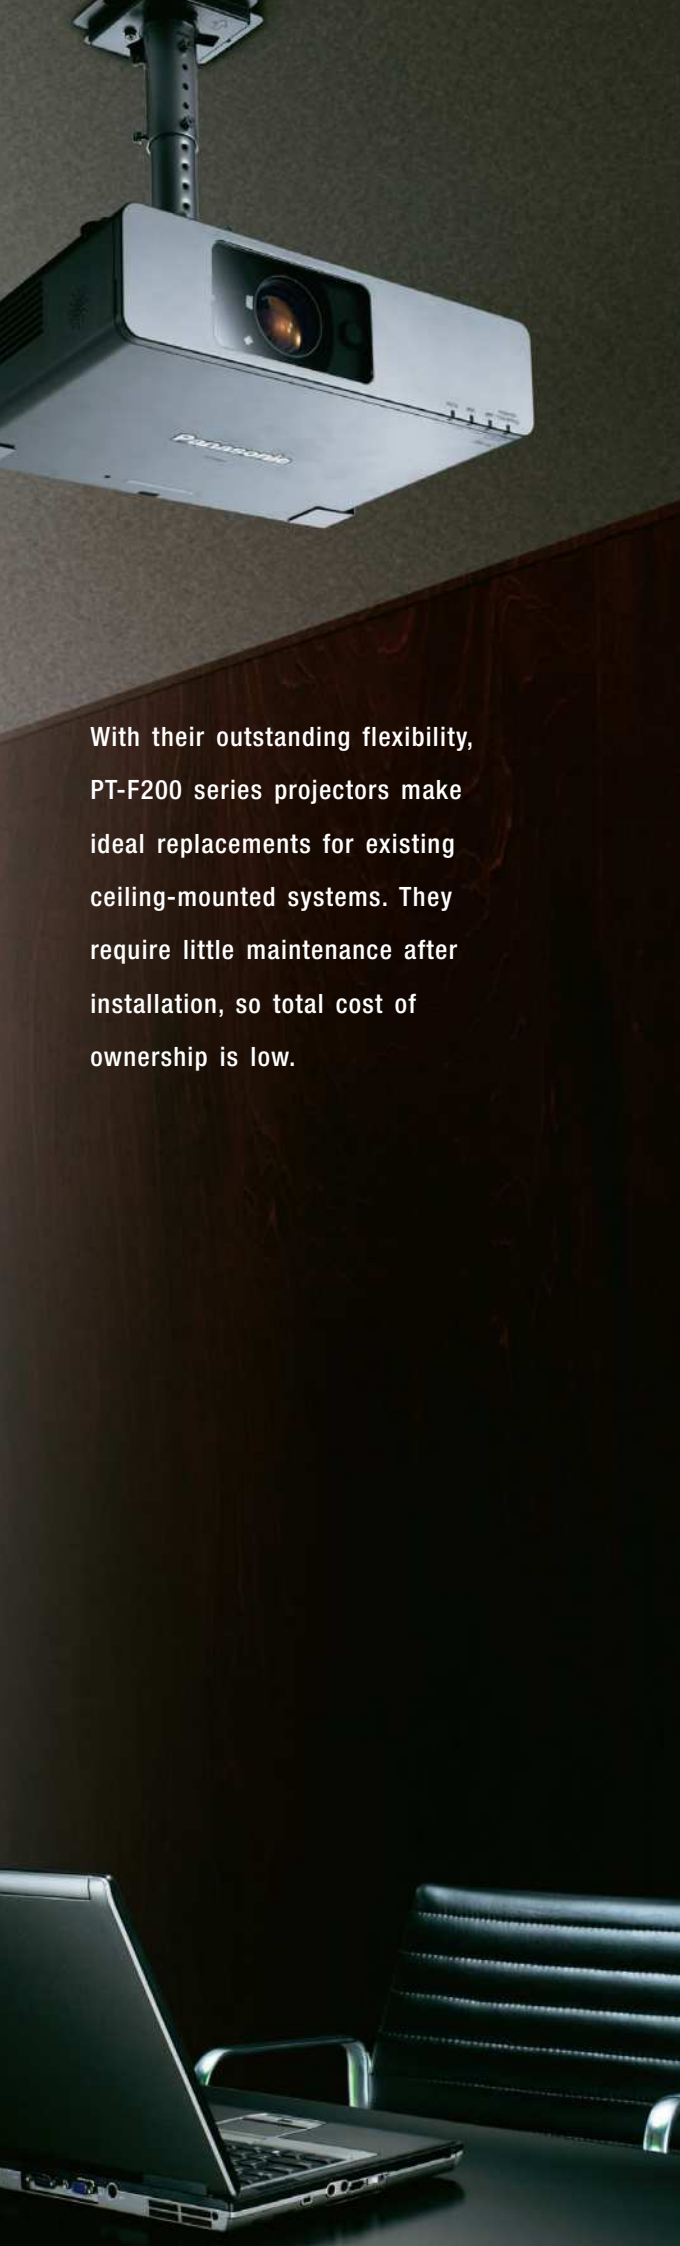 Panasonic
With their outstanding flexibility,
PT-F200 series projectors make
ideal replacements for existing
ceiling-mounted systems. They
require little maintenance after
installation, so total cost of
ownership is low.